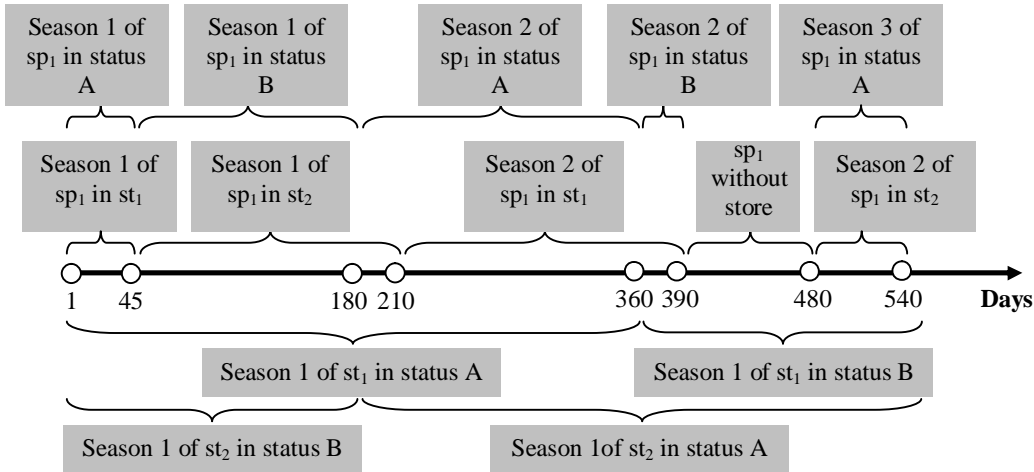 Season 1 of
sp₁ in status
A
Season 1 of
sp₁ in status
B
Season 2 of
sp₁ in status
A
Season 2 of
sp₁ in status
B
Season 3 of
sp₁ in status
A
Season 1 of
sp₁ in st₁
Season 1 of
sp₁ in st₂
Season 2 of
sp₁ in st₁
sp₁
without
store
Season 2 of
sp₁ in st₂
1 45 180 210 360 390 480 540 Days
Season 1 of st₁ in status A
Season 1 of st₁ in status B
Season 1 of st₂ in status B
Season 1of st₂ in status A